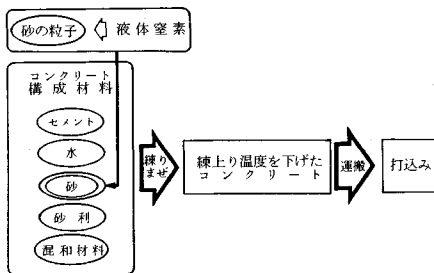 砂の粒子 液体窒素
コンクリート
構成材料
セメント
水
砂
砂利
混和材料
練り
まぜ
練上り温度を下げた
コンクリート
運搬
打込み